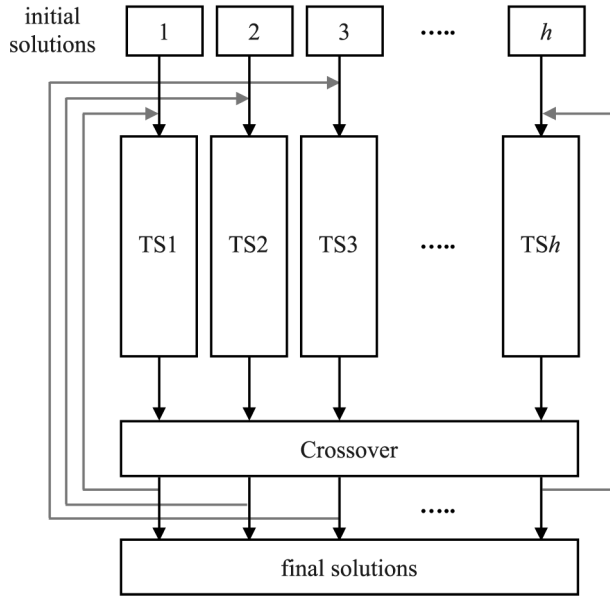 initial
solutions
1 2 3 ..... h
TS1 TS2 TS3 ..... TSh
Crossover
.....
final solutions